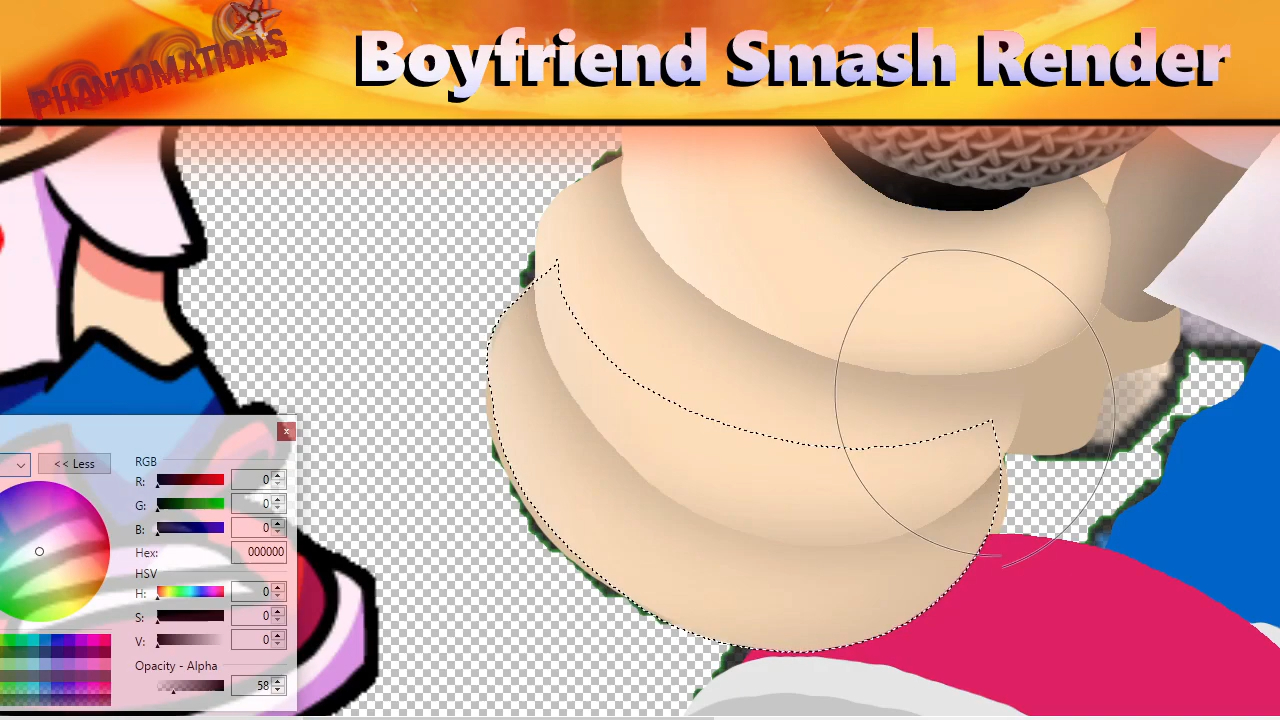 PHANTOMATIONS
Boyfriend Smash Render
<< Less
RGB
R: 0
G: 0
B: 0
Hex: 000000
HSV
H: 0
S: 0
V: 0
Opacity - Alpha
58